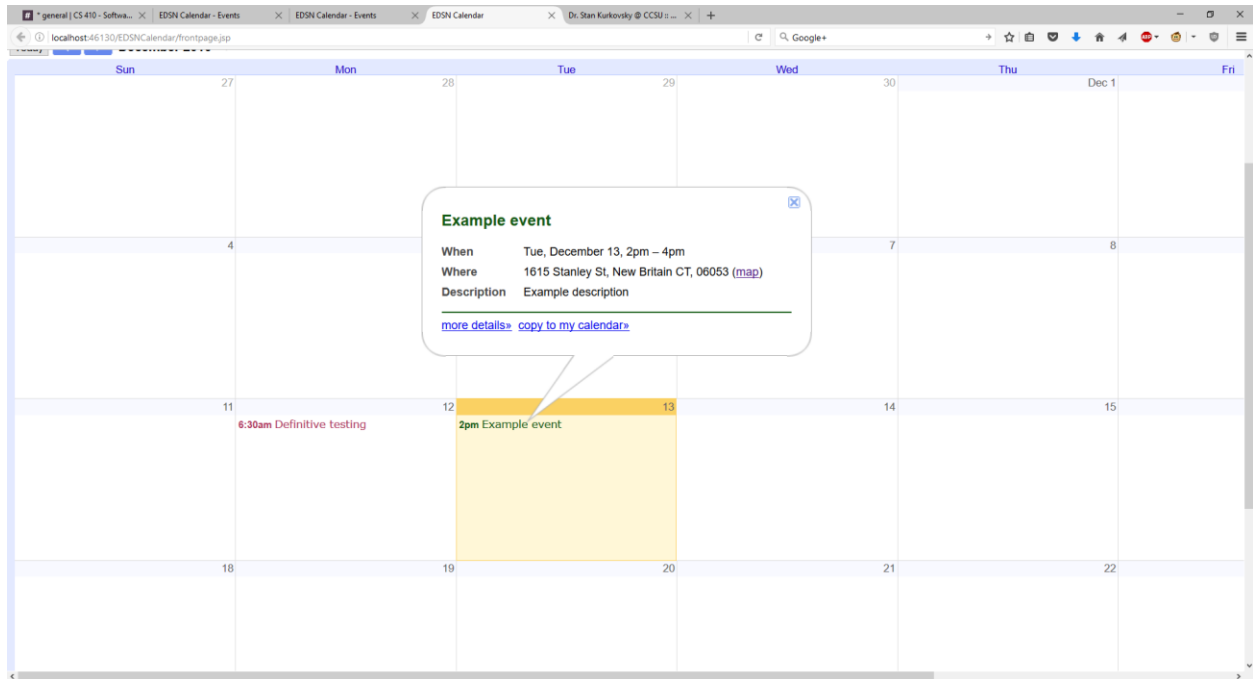 * general | CS 410 - Softwa... EDSN Calendar - Events EDSN Calendar - Events EDSN Calendar Dr. Stan Kurkovsky @ CCSU :: ...
localhost:46130/EDSNCalendar/frontpage.jsp Google+
Sun Mon Tue Wed Thu Fri
27 28 29 30 Dec 1
Example event
When Tue, December 13, 2pm – 4pm
Where 1615 Stanley St, New Britain CT, 06053 (map)
Description Example description
more details» copy to my calendar»
4 7 8
11 12 13 14 15
6:30am Definitive testing 2pm Example event
18 19 20 21 22